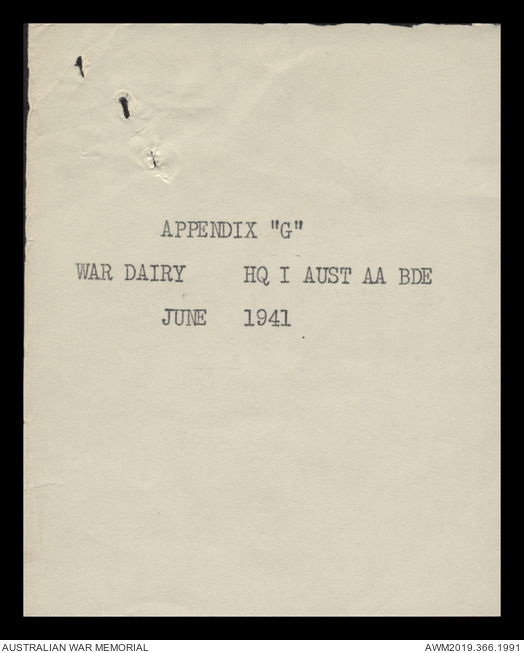 APPENDIX "G"
WAR DAIRY HQ I AUST AA BDE
JUNE 1941
AUSTRALIAN WAR MEMORIAL AWM2019.366.1991